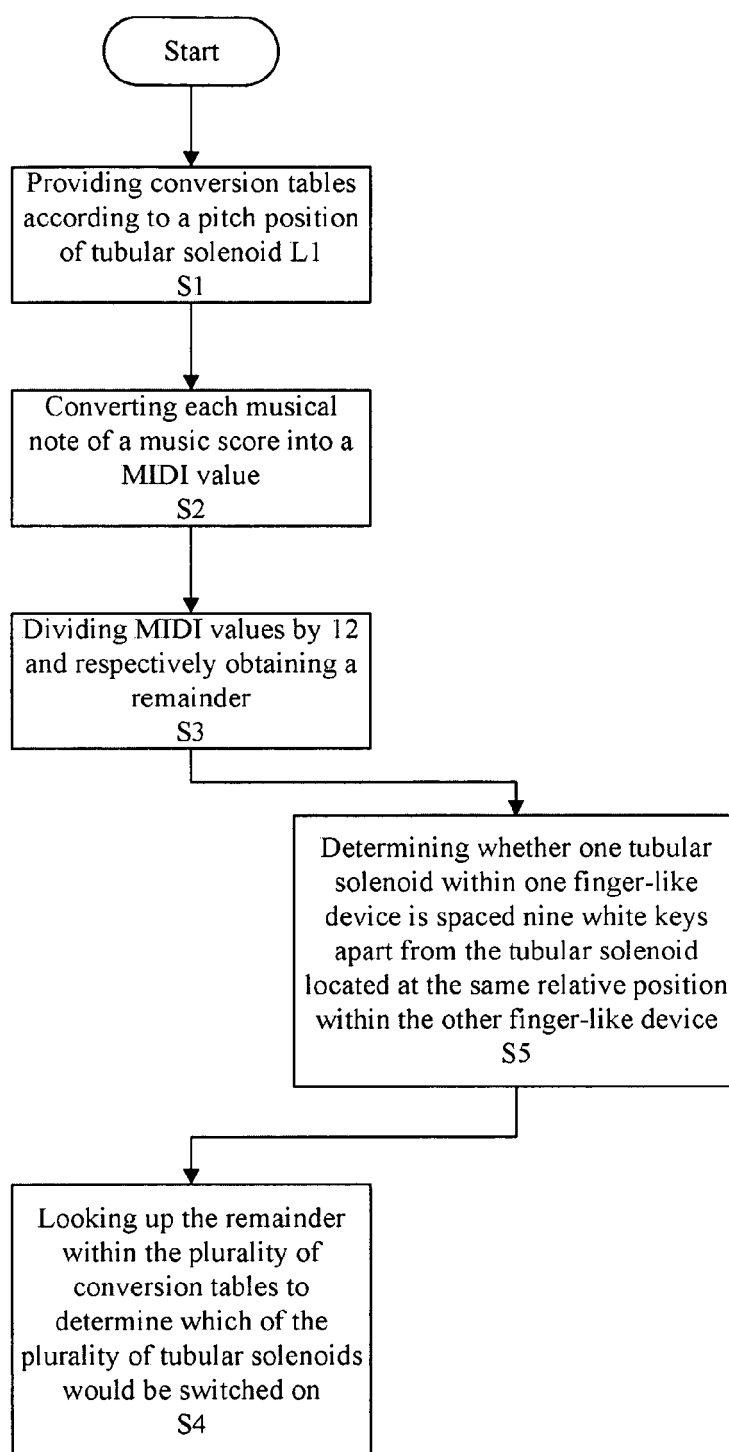 Start
Providing conversion tables
according to a pitch position
of tubular solenoid L1
S1
Converting each musical
note of a music score into a
MIDI value
S2
Dividing MIDI values by 12
and respectively obtaining a
remainder
S3
Determining whether one tubular
solenoid within one finger-like
device is spaced nine white keys
apart from the tubular solenoid
located at the same relative position
within the other finger-like device
S5
Looking up the remainder
within the plurality of
conversion tables to
determine which of the
plurality of tubular solenoids
would be switched on
S4